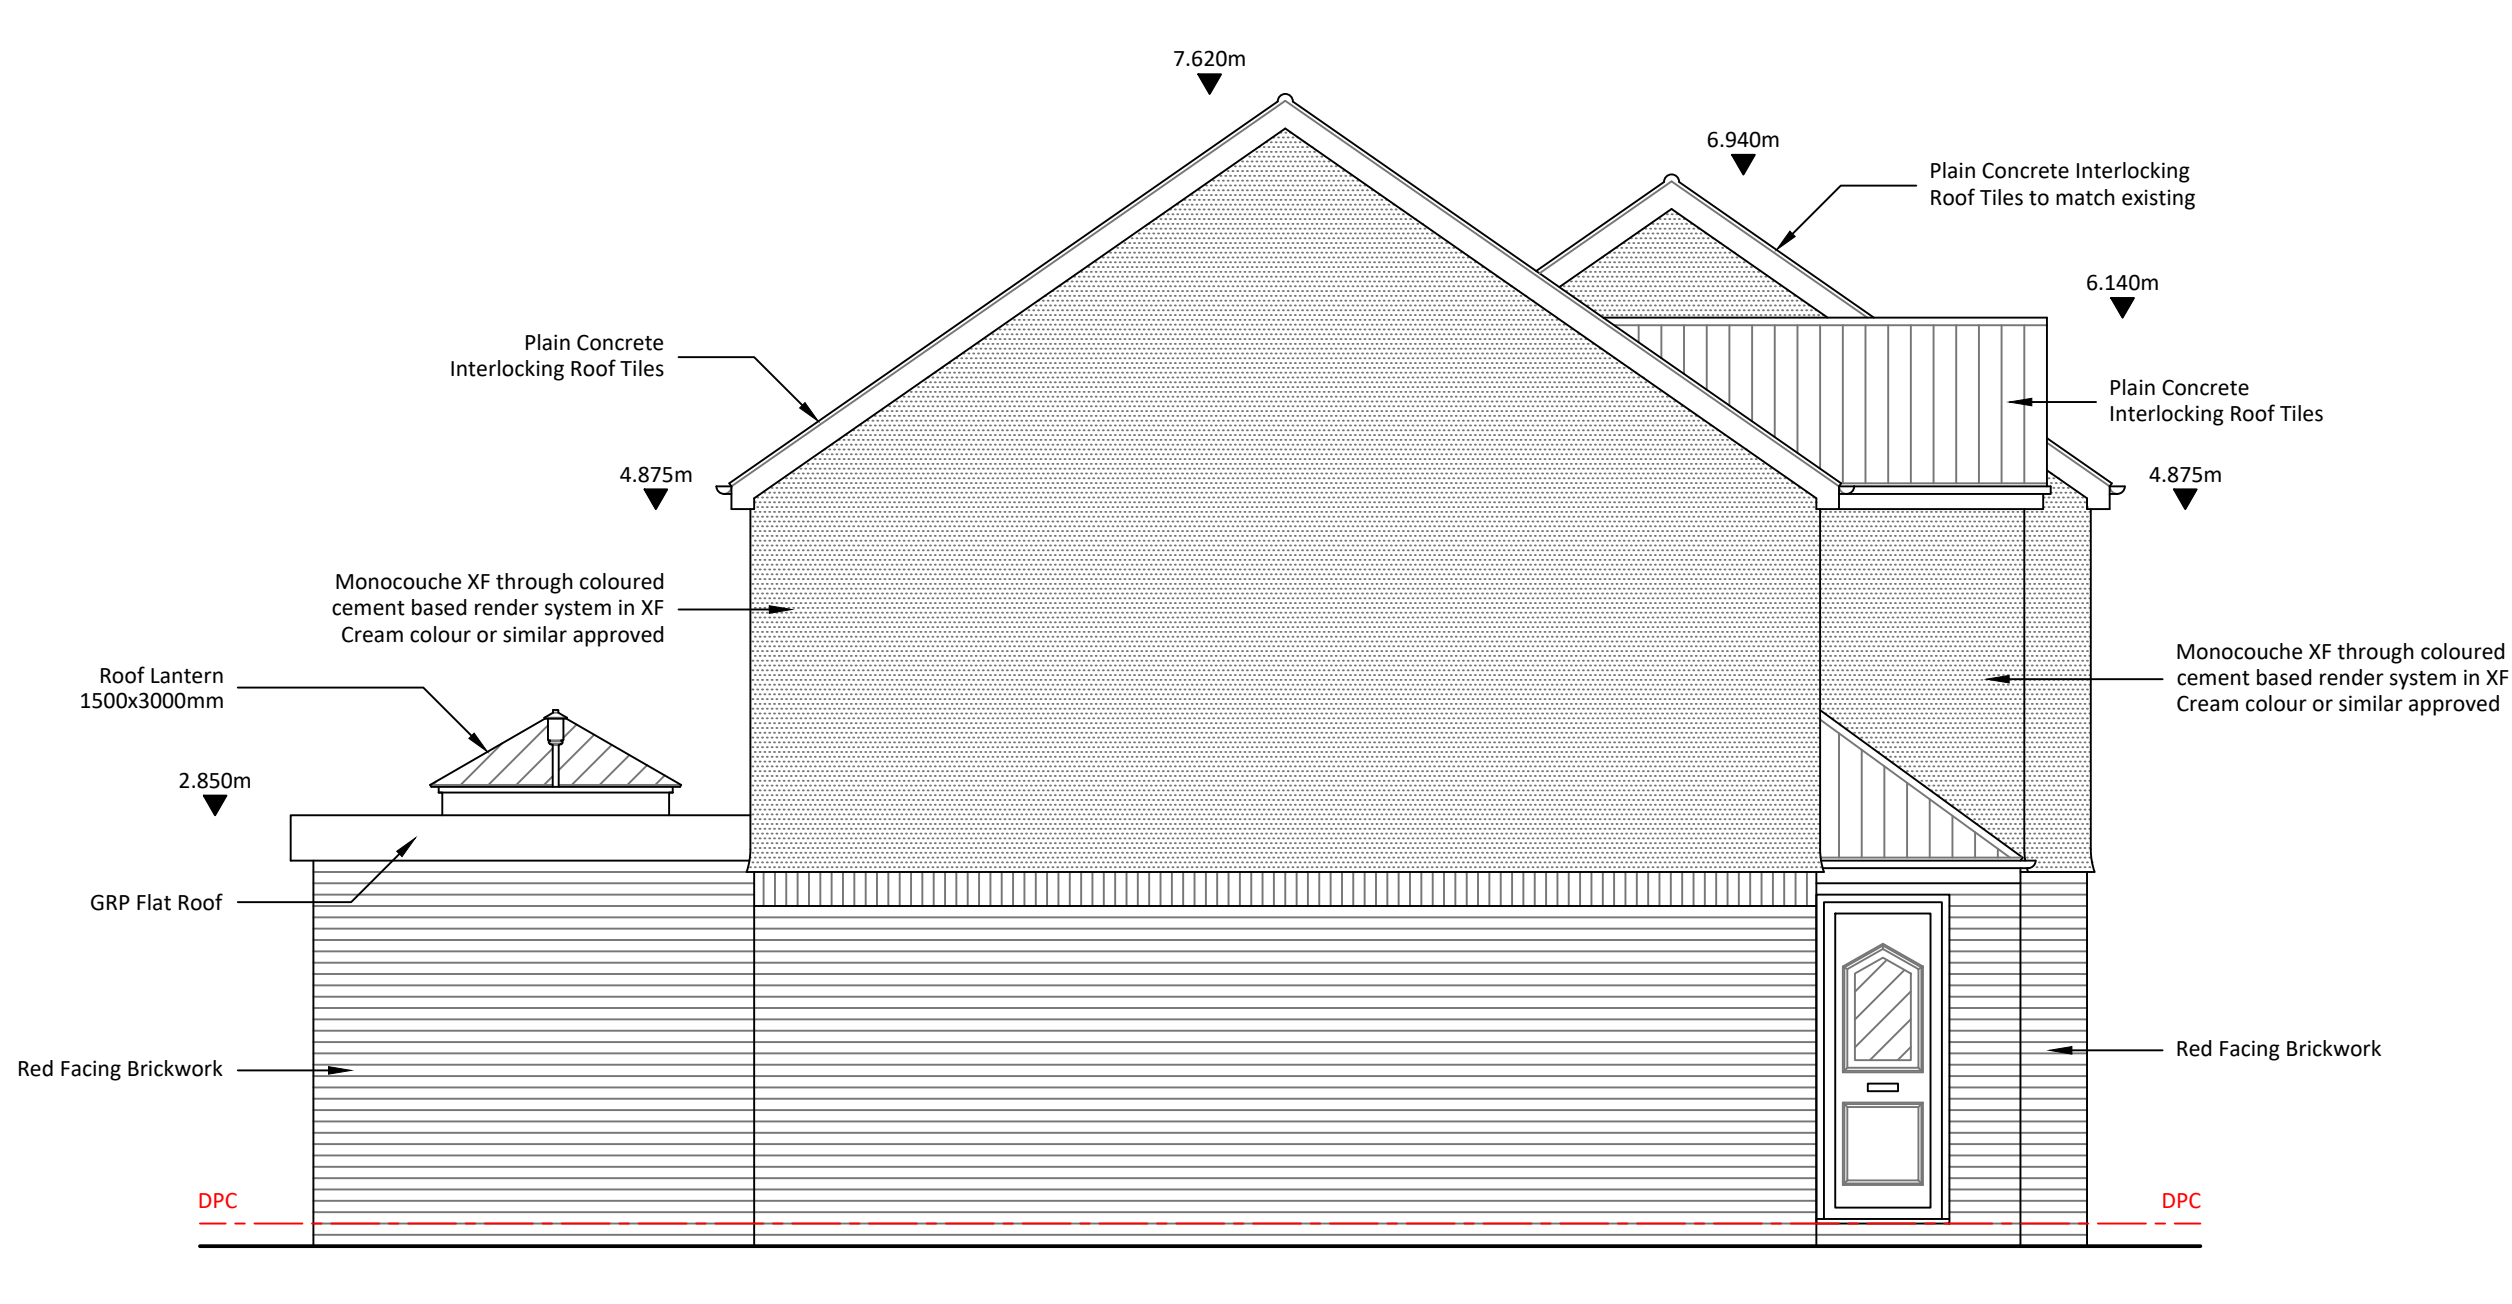 7.620m
6.940m
Plain Concrete Interlocking
Roof Tiles to match existing
6.140m
Plain Concrete
Interlocking Roof Tiles
Plain Concrete
Interlocking Roof Tiles
4.875m
4.875m
Monocouche XF through coloured
cement based render system in XF
Cream colour or similar approved
Monocouche XF through coloured
cement based render system in XF
Cream colour or similar approved
Roof Lantern
1500x3000mm
2.850m
GRP Flat Roof
Red Facing Brickwork
Red Facing Brickwork
DPC
DPC